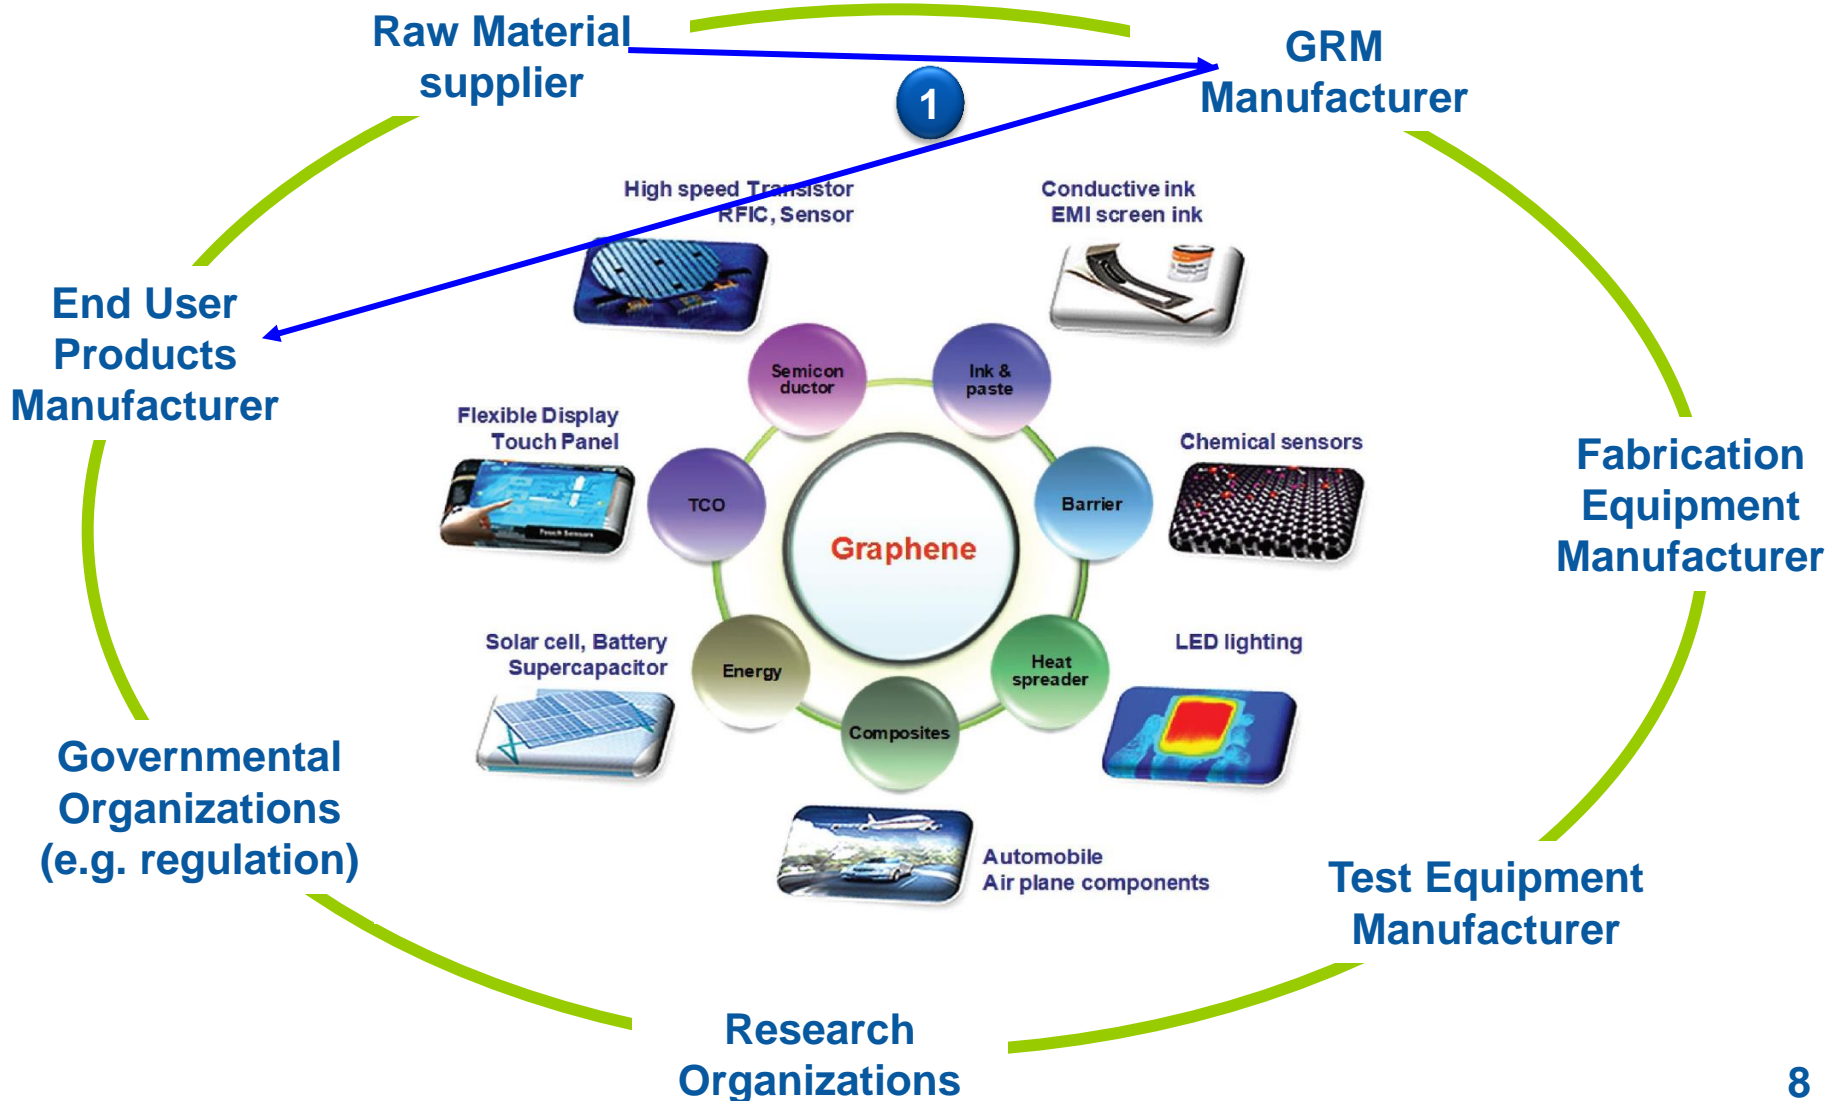 Raw Material
supplier
GRM
Manufacturer
1
High speed Transistor
RFIC, Sensor
Conductive ink
EMI screen ink
End User
Products
Manufacturer
Semicon
ductor
Ink &
paste
Flexible Display
Touch Panel
Chemical sensors
Fabrication
Equipment
Manufacturer
TCO
Barrier
Touch Sensors
Graphene
Solar cell, Battery
Supercapacitor
LED lighting
Energy
Heat
spreader
Composites
Governmental
Organizations
(e.g. regulation)
Automobile
Air plane components
Test Equipment
Manufacturer
Research
Organizations
8